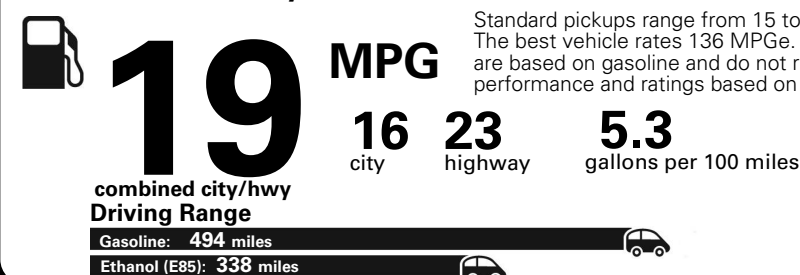 Standard pickups range from 15 to
The best vehicle rates 136 MPGe.
are based on gasoline and do not
performance and ratings based on
19
MPG
16 23 5.3
city highway gallons per 100 miles
combined city/hwy
Driving Range
Gasoline: 494 miles
Ethanol (E85): 338 miles